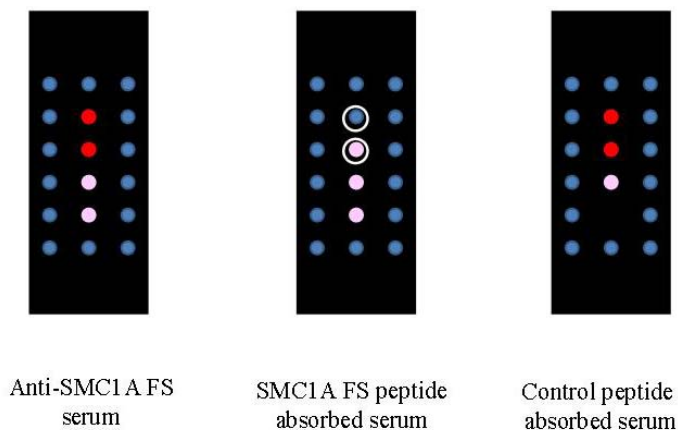 Anti-SMC1A FS
serum
SMC1A FS peptide
absorbed serum
Control peptide
absorbed serum